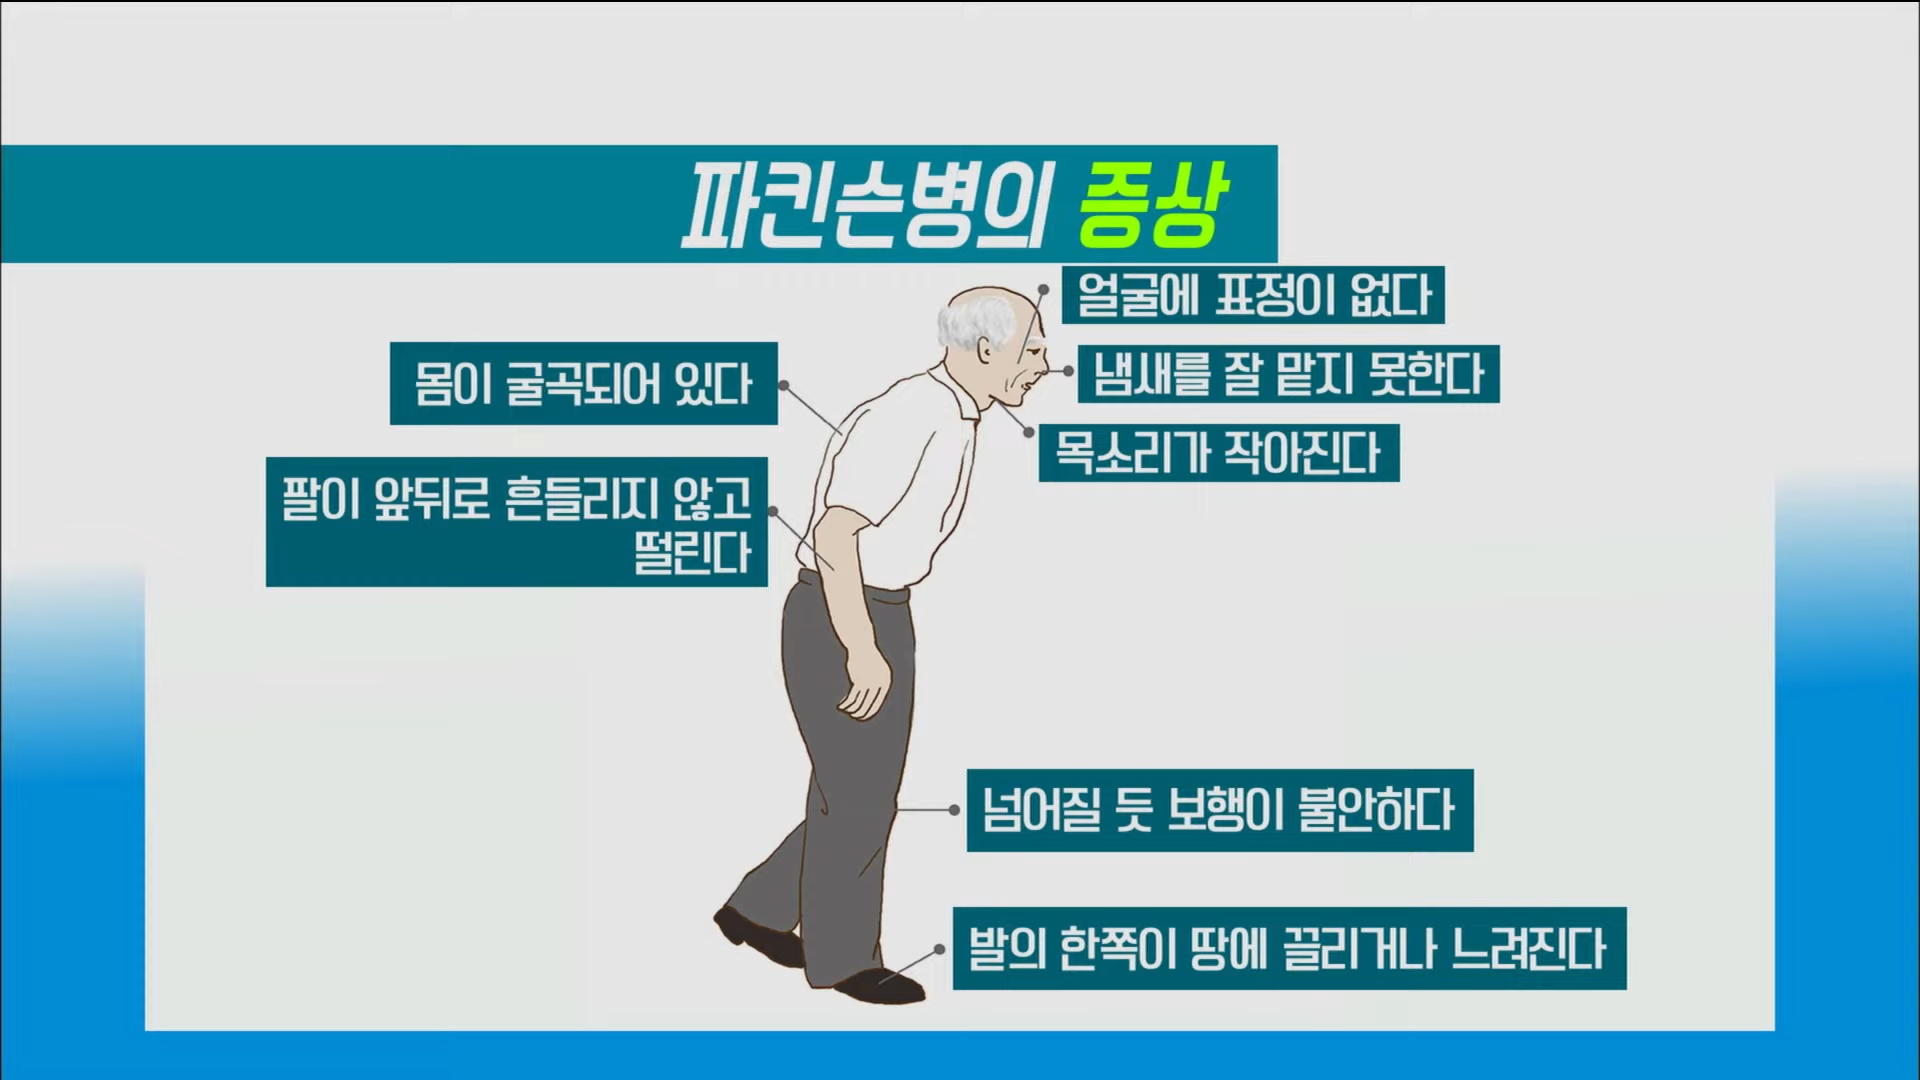 파킨슨병의 증상
얼굴에 표정이 없다
냄새를 잘 맡지 못한다
목소리가 작아진다
몸이 굴곡되어 있다
팔이 앞뒤로 흔들리지 않고
떨린다
넘어질 듯 보행이 불안하다
발의 한쪽이 땅에 끌리거나 느려진다